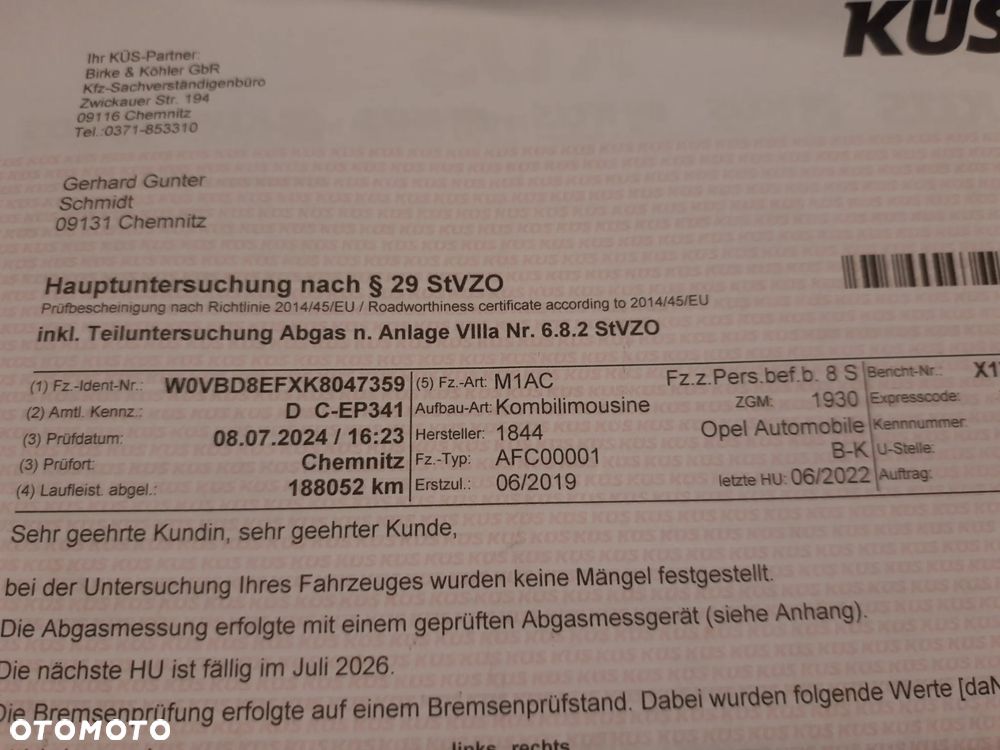 KÜS
Ihr KÜS-Partner:
Birke & Köhler GbR
Kfz-Sachverständigenbüro
Zwickauer Str. 194
09116 Chemnitz
Tel.:0371-853310
Gerhard Gunter
Schmidt
09131 Chemnitz
Hauptuntersuchung nach § 29 StVZO
Prüfbescheinigung nach Richtlinie 2014/45/EU / Roadworthiness certificate according to 2014/45/EU
inkl. Teiluntersuchung Abgas n. Anlage VIIIa Nr. 6.8.2 StVZO
(1) Fz.-Ident-Nr.: W0VBD8EFXK8047359 (5) Fz.-Art: M1AC Fz.z.Pers.bef.b. 8 S Bericht-Nr.: X1
(2) Amtl. Kennz.: D C-EP341 Aufbau-Art: Kombilimousine ZGM: 1930 Expresscode:
(3) Prüfdatum: 08.07.2024 / 16:23 Hersteller: 1844 Opel Automobile Kennnummer
(3) Prüfort: Chemnitz Fz.-Typ: AFC00001 B-K U-Stelle:
(4) Laufleist. abgel.: 188052 km Erstzul.: 06/2019 letzte HU: 06/2022 Auftrag:
Sehr geehrte Kundin, sehr geehrter Kunde,
bei der Untersuchung Ihres Fahrzeuges wurden keine Mängel festgestellt.
Die Abgasmessung erfolgte mit einem geprüften Abgasmessgerät (siehe Anhang).
Die nächste HU ist fällig im Juli 2026.
Die Bremsenprüfung erfolgte auf einem Bremsenprüfstand. Dabei wurden folgende Werte [daN
links rechts
OTOMOTO